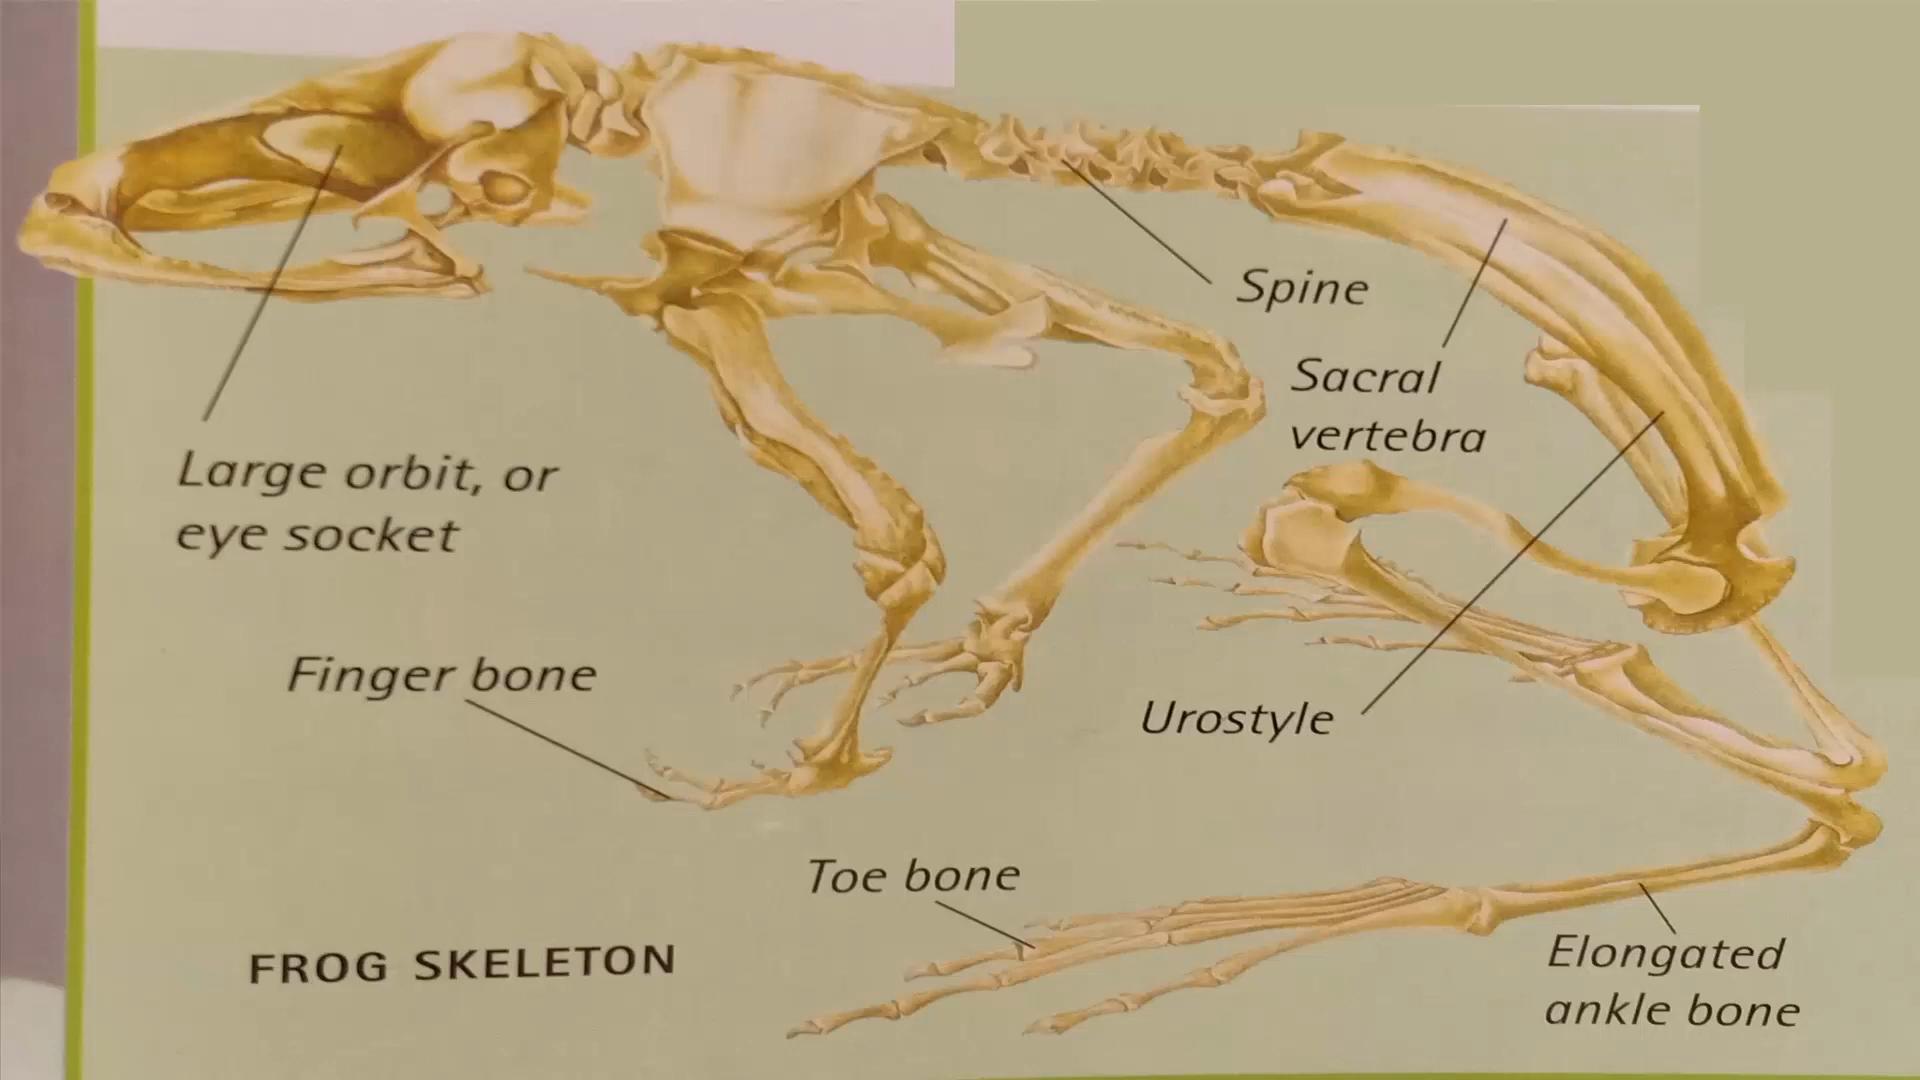 Spine
Sacral
vertebra
Large orbit, or
eye socket
Finger bone
Urostyle
Toe bone
FROG SKELETON
Elongated
ankle bone